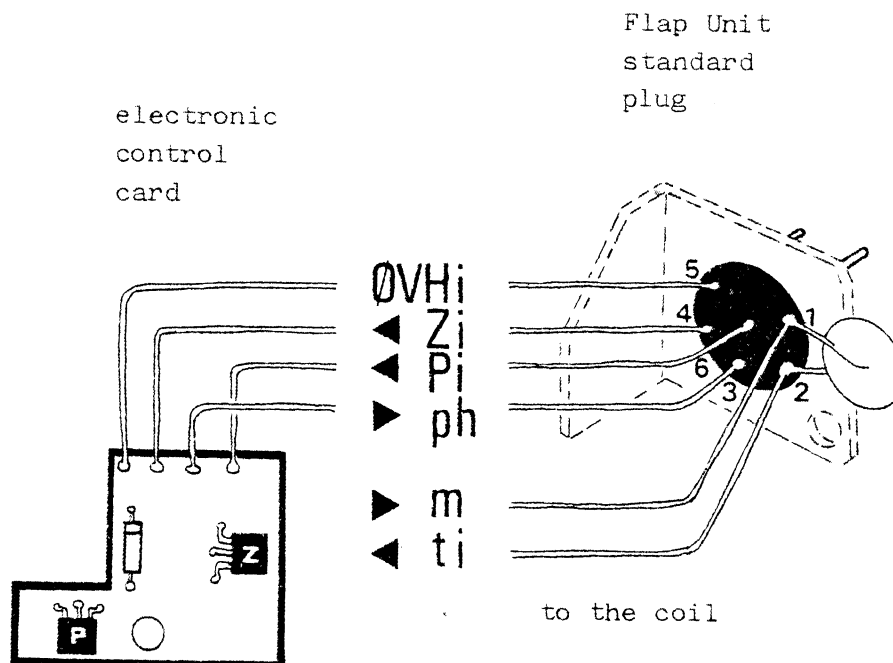 Flap Unit
standard
plug
electronic
control
card
ØVHi
Zi
Pi
ph
m
ti
5
4
6
3
1
2
Z
P
to the coil